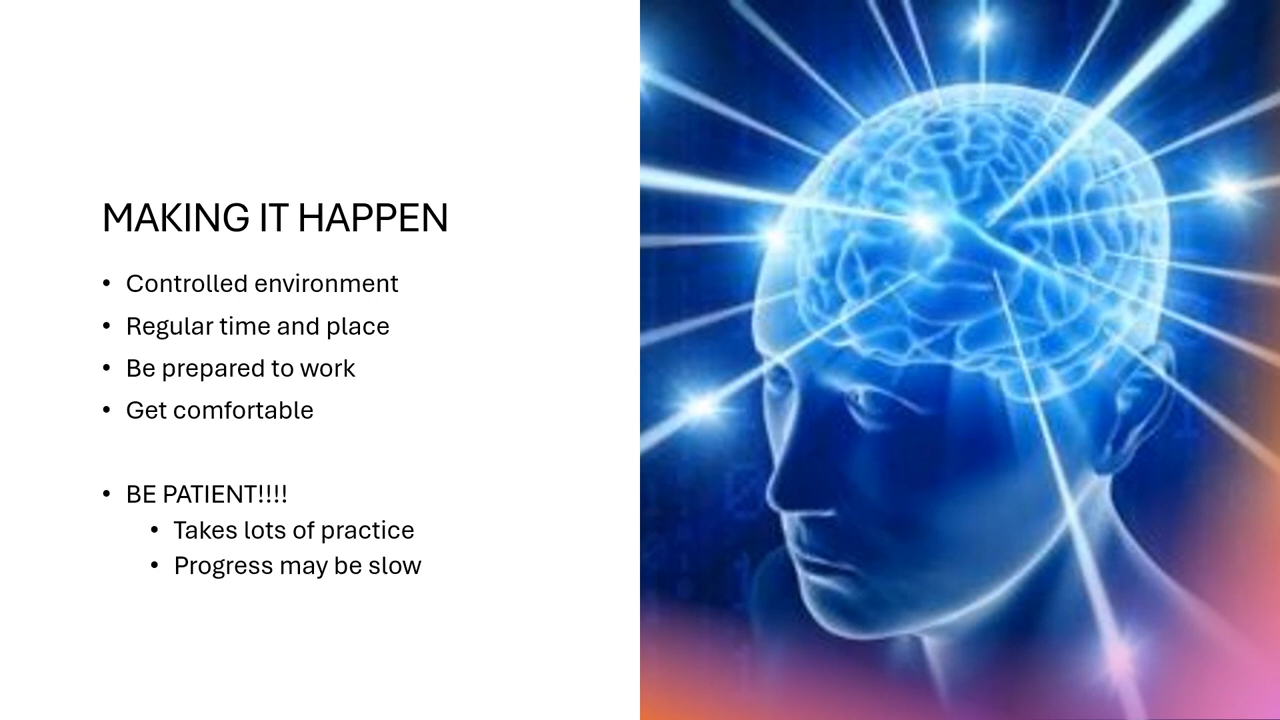 MAKING IT HAPPEN
• Controlled environment
• Regular time and place
• Be prepared to work
• Get comfortable
• BE PATIENT!!!!
• Takes lots of practice
• Progress may be slow